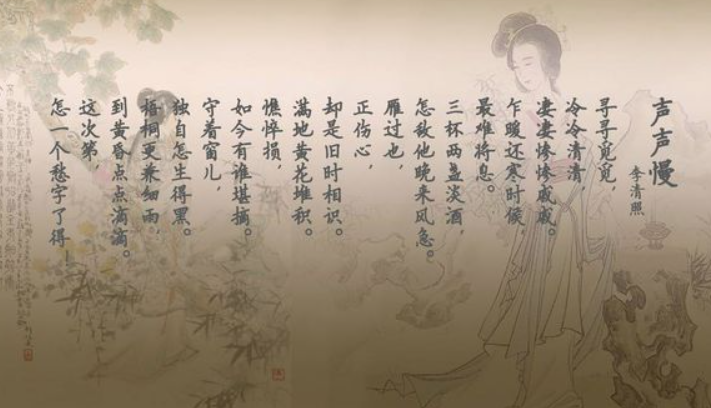 声声慢
李清照
寻寻觅觅，
冷冷清清，
凄凄惨惨戚戚。
乍暖还寒时候
最难将息。
三杯两盏淡酒，
怎敌他晚来风急。
雁过也，
正伤心，
却是旧时相识。
满地黄花堆积。
憔悴损，
如今有谁堪摘。
守着窗儿，
独自怎生得黑。
梧桐更兼细雨，
到黄昏点点滴滴。
这次第，
怎一个愁字了得